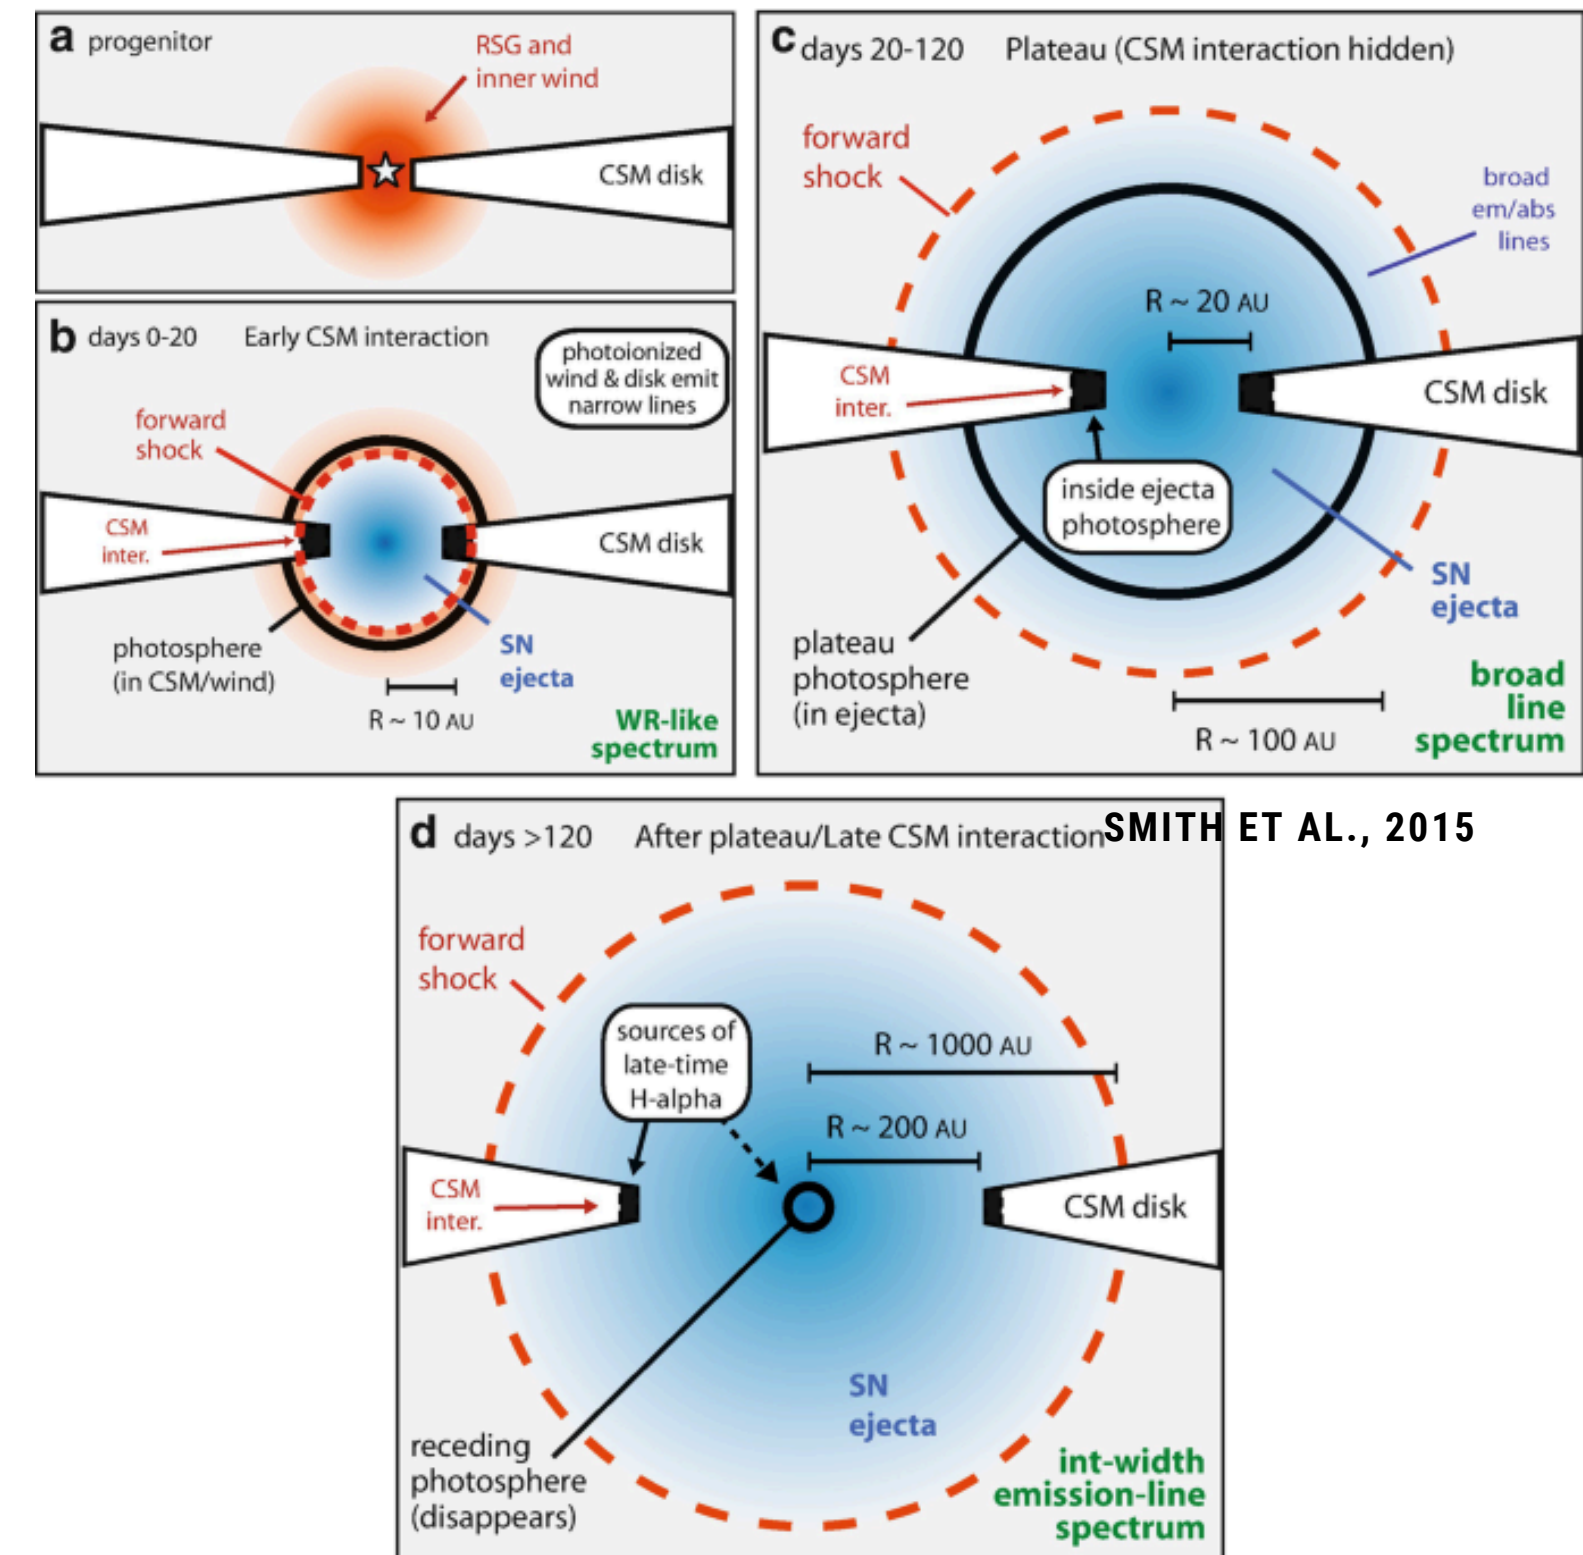 a progenitor
RSG and
inner wind
CSM disk
b days 0-20 Early CSM interaction
photoionized
wind & disk emit
narrow lines
forward
shock
CSM
inter.
CSM disk
photosphere
(in CSM/wind)
SN
ejecta
R ~ 10 AU
WR-like
spectrum
c days 20-120 Plateau (CSM interaction hidden)
forward
shock
broad
em/abs
lines
R ~ 20 AU
CSM
inter.
CSM disk
inside ejecta
photosphere
SN
ejecta
plateau
photosphere
(in ejecta)
R ~ 100 AU
broad
line
spectrum
d days >120 After plateau/Late CSM interaction
SMITH ET AL., 2015
forward
shock
sources of
late-time
H-alpha
R ~ 1000 AU
R ~ 200 AU
CSM
inter.
CSM disk
SN
ejecta
receding
photosphere
(disappears)
int-width
emission-line
spectrum